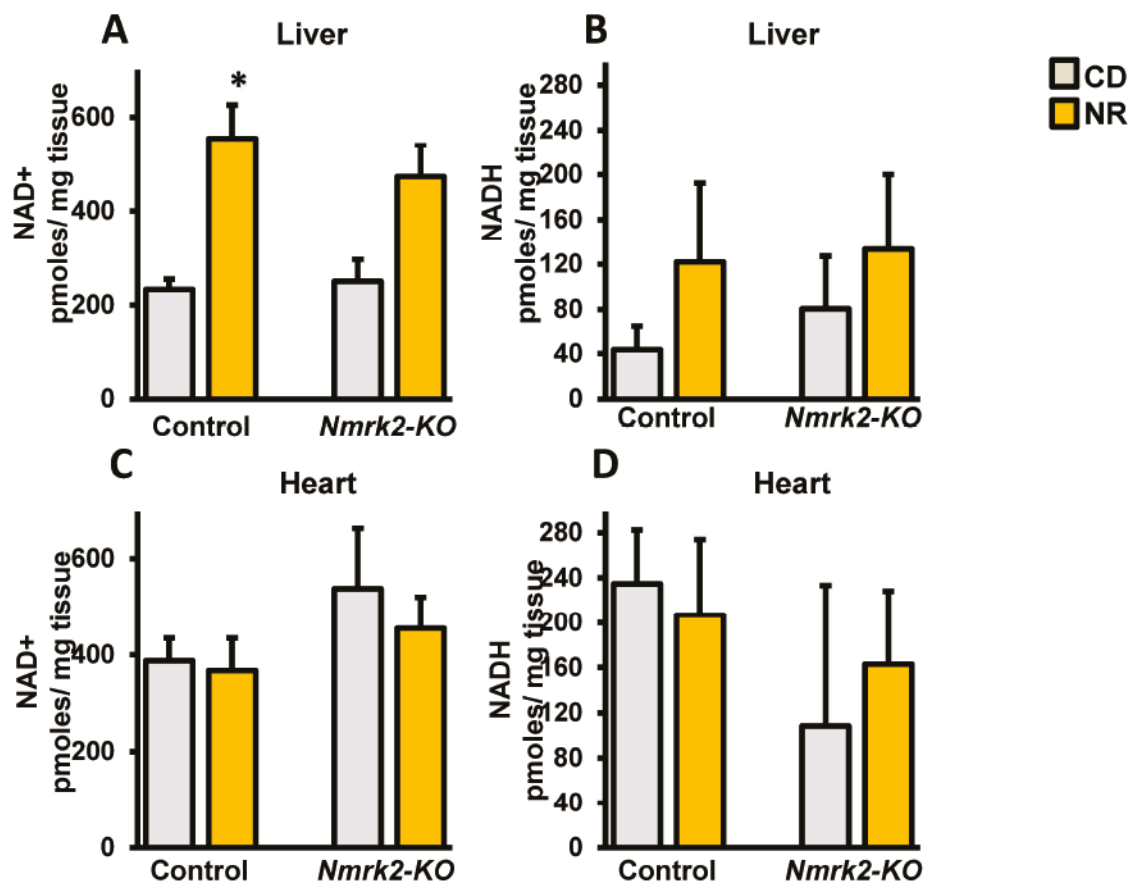 A
Liver
NAD+
pmoles/ mg tissue
600
400
200
0
*
Control
Nmrk2-KO
B
Liver
NADH
pmoles/ mg tissue
280
240
200
160
120
80
40
0
Control
Nmrk2-KO
CD
NR
C
Heart
NAD+
pmoles/ mg tissue
600
400
200
0
Control
Nmrk2-KO
D
Heart
NADH
pmoles/ mg tissue
280
240
200
160
120
80
40
0
Control
Nmrk2-KO